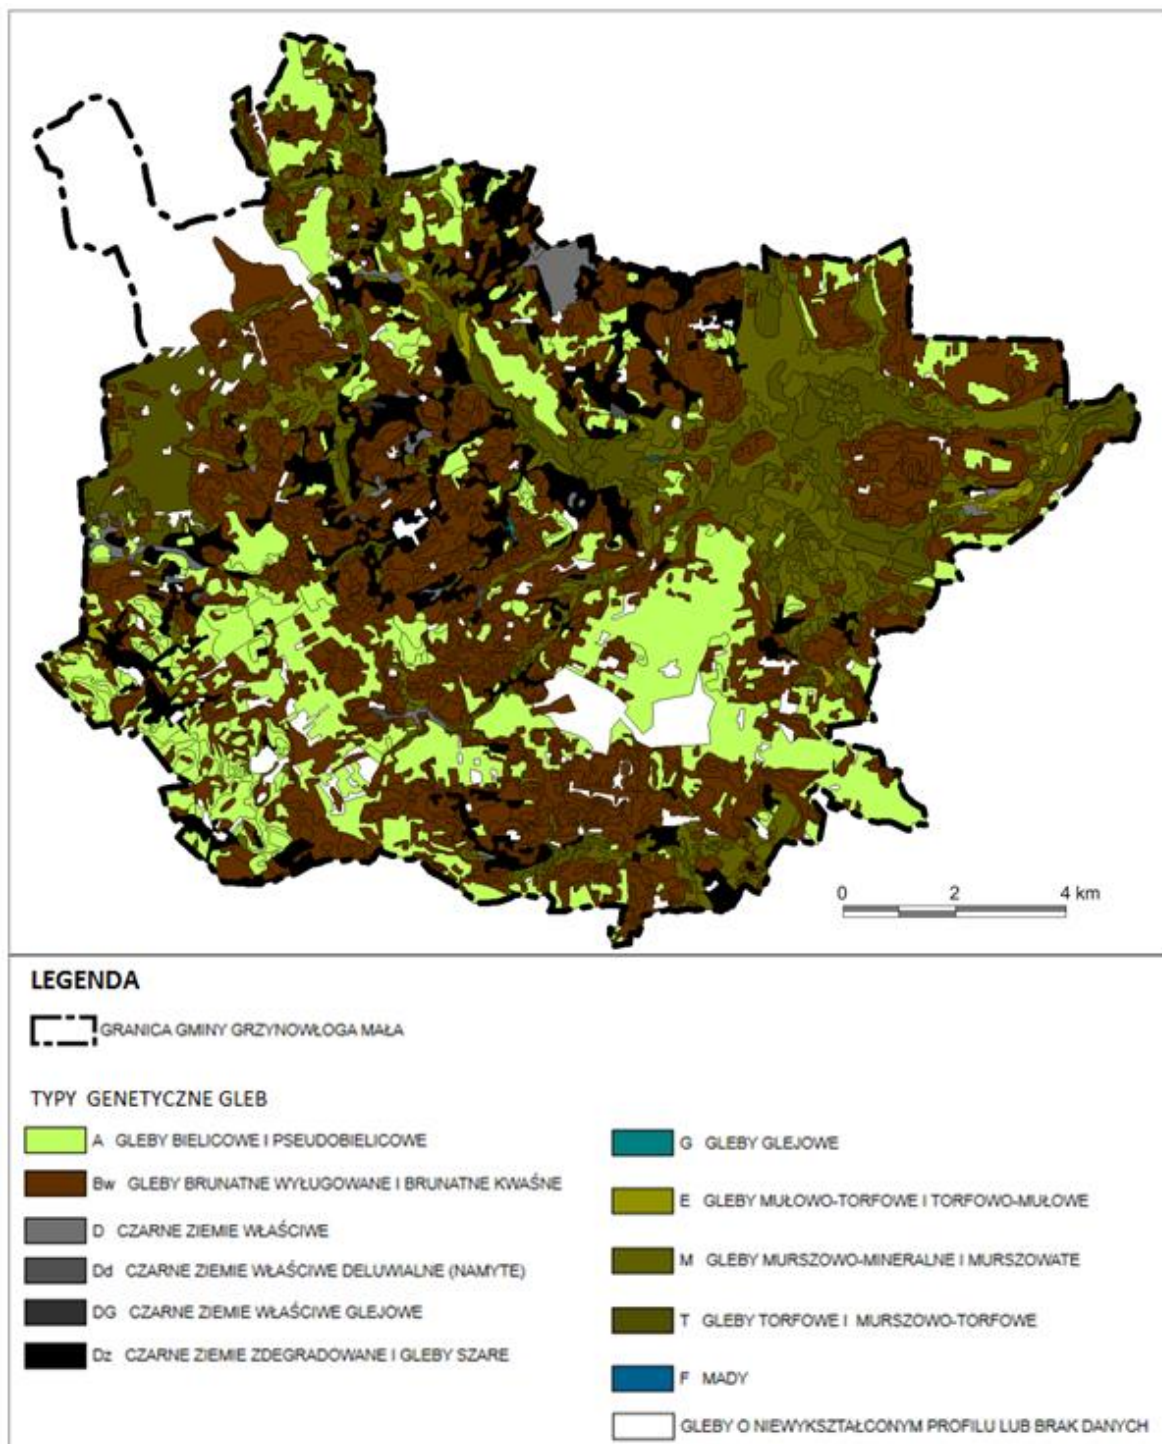 0 2 4 km
LEGENDA
GRANICA GMINY GRZYNOWŁOGA MAŁA
TYPY GENETYCZNE GLEB
A GLEBY BIELICOWE I PSEUDOBIELICOWE
Bw GLEBY BRUNATNE WYŁUGOWANE I BRUNATNE KWAŚNE
D CZARNE ZIEMIE WŁAŚCIWE
Dd CZARNE ZIEMIE WŁAŚCIWE DELUWIALNE (NAMYTE)
DG CZARNE ZIEMIE WŁAŚCIWE GLEJOWE
Dz CZARNE ZIEMIE ZDEGRADOWANE I GLEBY SZARE
G GLEBY GLEJOWE
E GLEBY MUŁOWO-TORFOWE I TORFOWO-MUŁOWE
M GLEBY MURSZOWO-MINERALNE I MURSZOWATE
T GLEBY TORFOWE I MURSZOWO-TORFOWE
F MADY
GLEBY O NIEWYKSZTAŁCONYM PROFILU LUB BRAK DANYCH